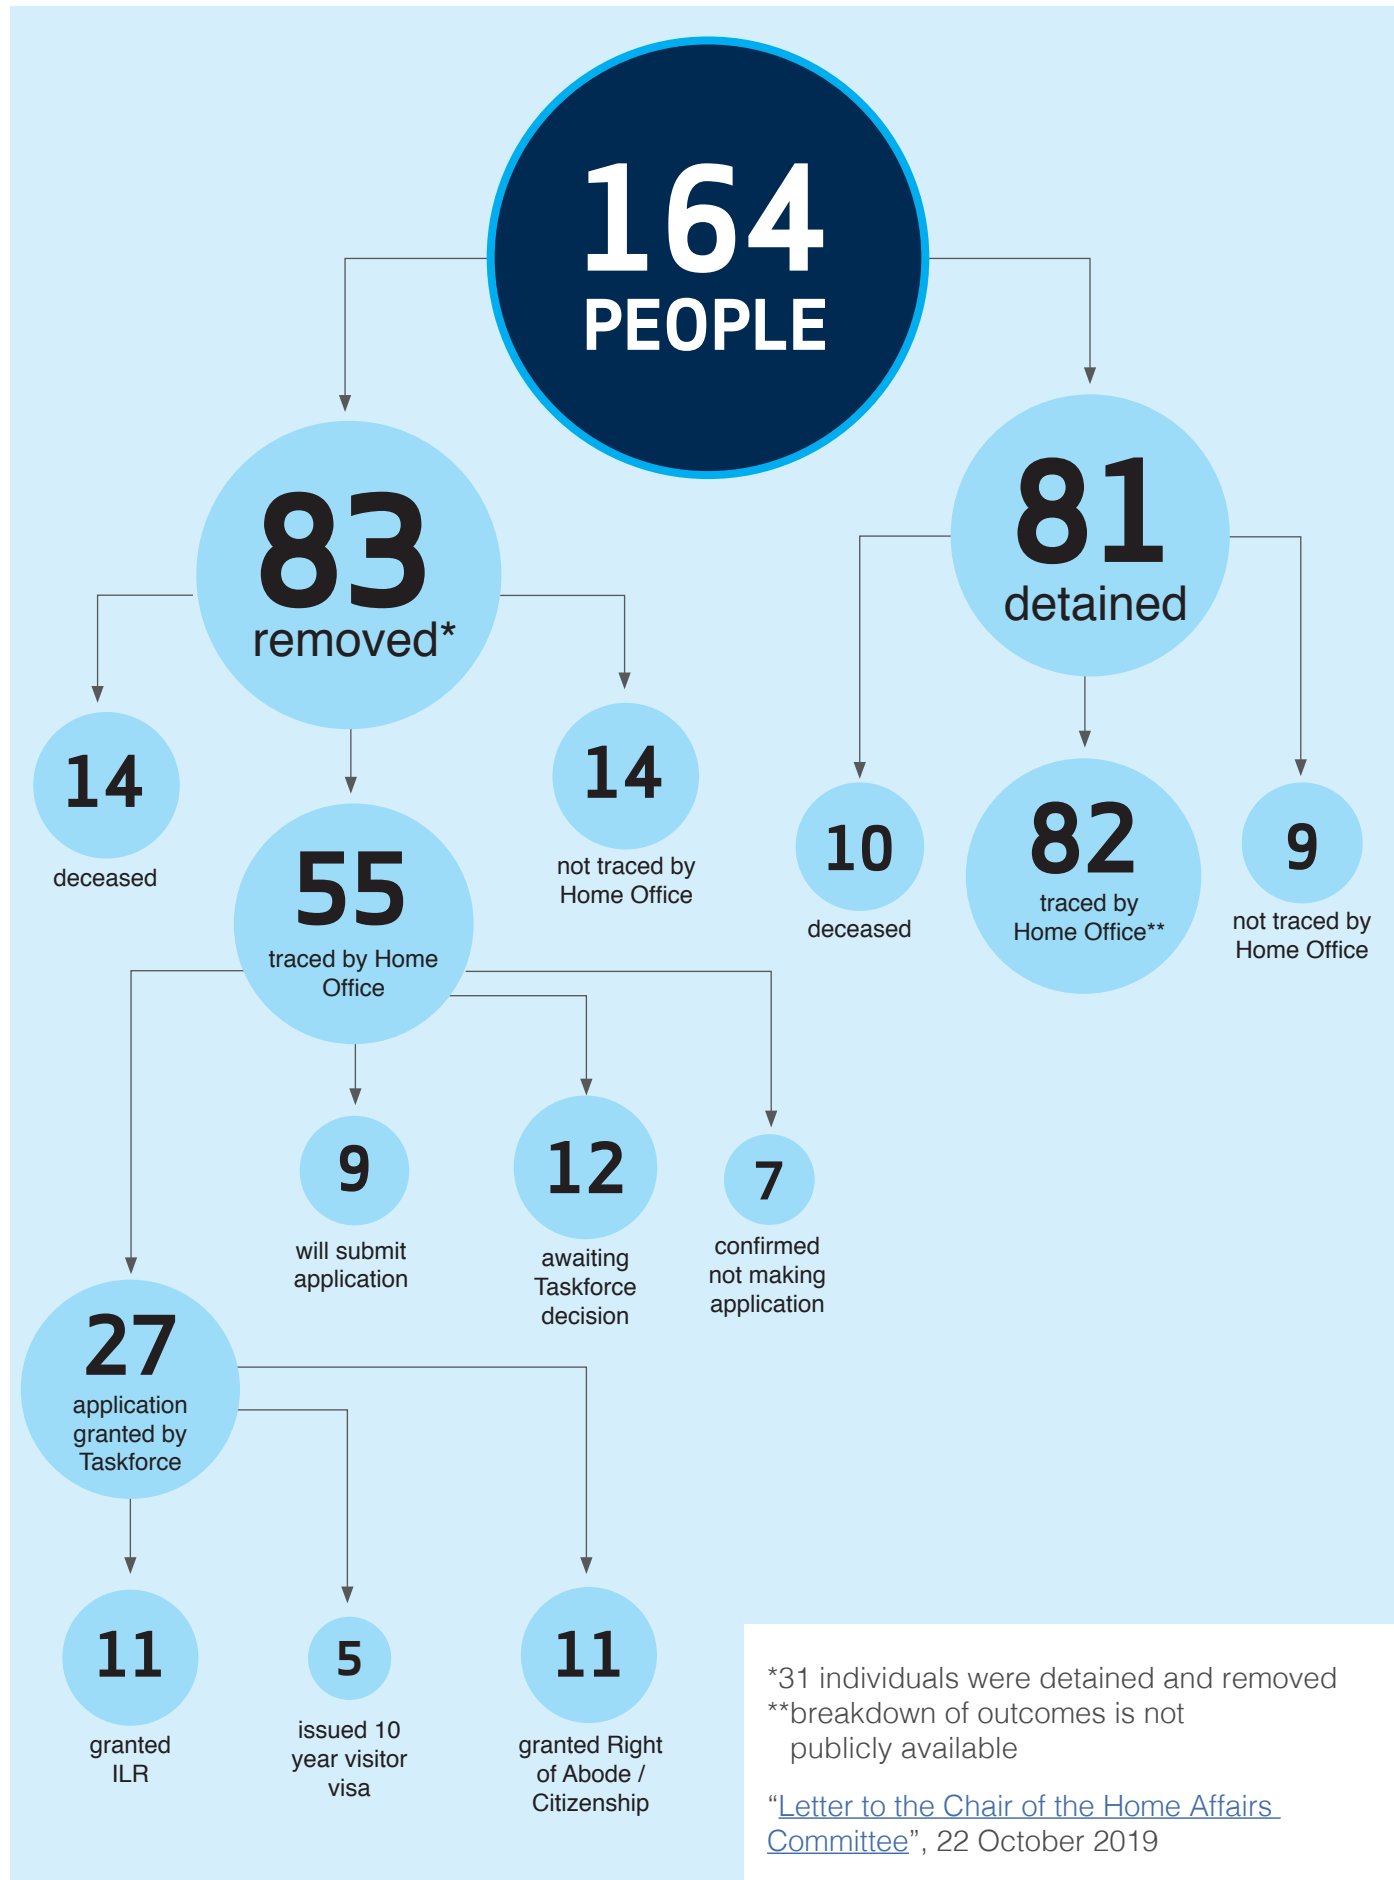 164
PEOPLE
83
removed*
81
detained
14
deceased
55
traced by Home
Office
14
not traced by
Home Office
10
deceased
82
traced by
Home Office**
9
not traced by
Home Office
27
application
granted by
Taskforce
9
will submit
application
12
awaiting
Taskforce
decision
7
confirmed
not making
application
11
granted
ILR
5
issued 10
year visitor
visa
11
granted Right
of Abode /
Citizenship
*31 individuals were detained and removed
**breakdown of outcomes is not
publicly available
“Letter to the Chair of the Home Affairs
Committee”, 22 October 2019